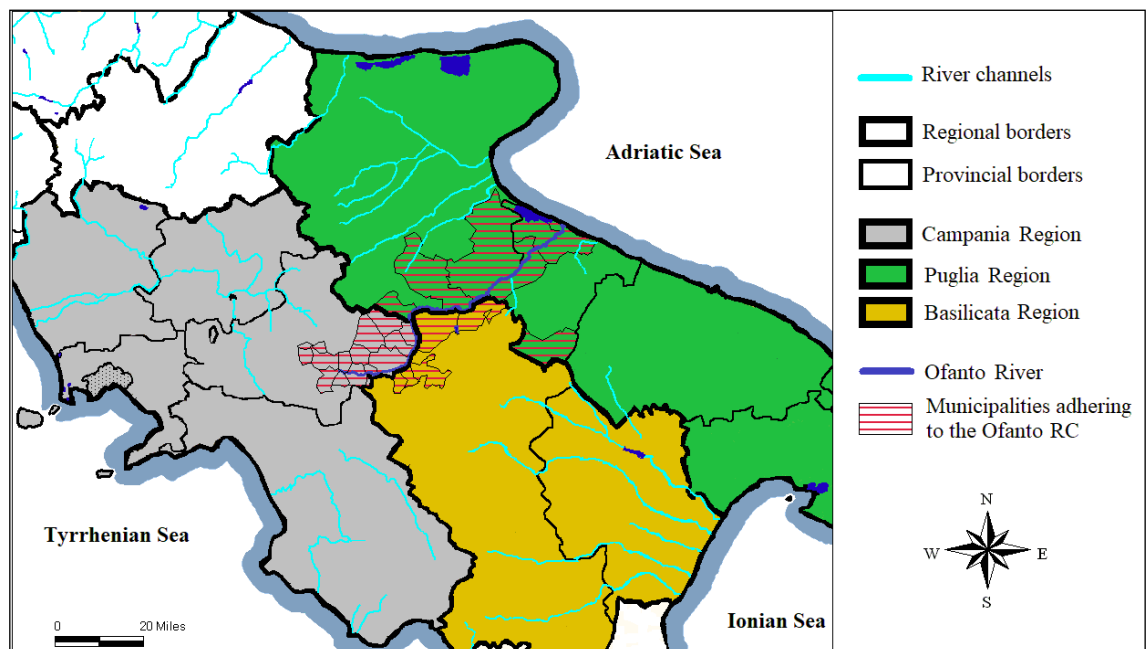 Adriatic Sea
Tyrrhenian Sea
Ionian Sea
0 20 Miles
River channels
Regional borders
Provincial borders
Campania Region
Puglia Region
Basilicata Region
Ofanto River
Municipalities adhering
to the Ofanto RC
N
W E
S